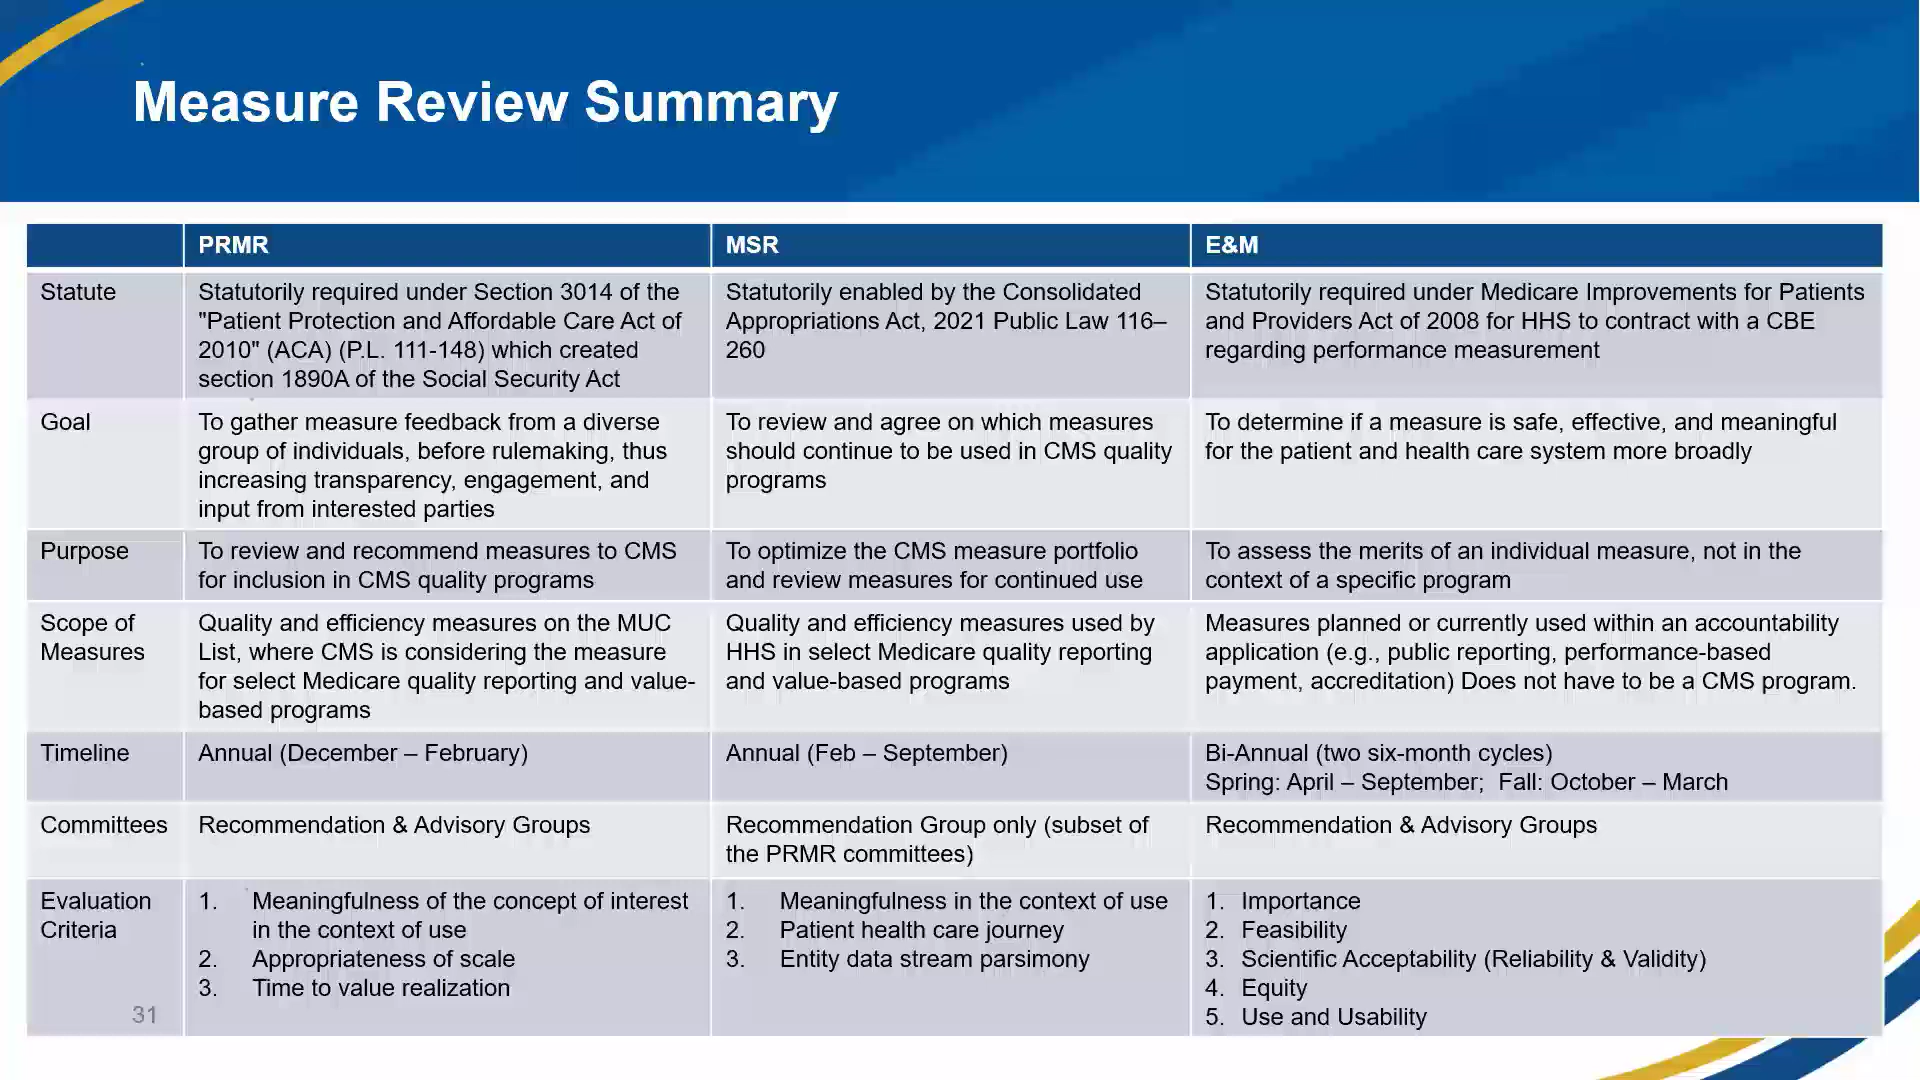 Measure Review Summary
PRMR
MSR
E&M
Statute
Statutorily required under Section 3014 of the
"Patient Protection and Affordable Care Act of
2010" (ACA) (P.L. 111-148) which created
section 1890A of the Social Security Act
Statutorily enabled by the Consolidated
Appropriations Act, 2021 Public Law 116–
260
Statutorily required under Medicare Improvements for Patients
and Providers Act of 2008 for HHS to contract with a CBE
regarding performance measurement
Goal
To gather measure feedback from a diverse
group of individuals, before rulemaking, thus
increasing transparency, engagement, and
input from interested parties
To review and agree on which measures
should continue to be used in CMS quality
programs
To determine if a measure is safe, effective, and meaningful
for the patient and health care system more broadly
Purpose
To review and recommend measures to CMS
for inclusion in CMS quality programs
To optimize the CMS measure portfolio
and review measures for continued use
To assess the merits of an individual measure, not in the
context of a specific program
Scope of
Measures
Quality and efficiency measures on the MUC
List, where CMS is considering the measure
for select Medicare quality reporting and value-
based programs
Quality and efficiency measures used by
HHS in select Medicare quality reporting
and value-based programs
Measures planned or currently used within an accountability
application (e.g., public reporting, performance-based
payment, accreditation) Does not have to be a CMS program.
Timeline
Annual (December – February)
Annual (Feb – September)
Bi-Annual (two six-month cycles)
Spring: April – September;  Fall: October – March
Committees
Recommendation & Advisory Groups
Recommendation Group only (subset of
the PRMR committees)
Recommendation & Advisory Groups
Evaluation
Criteria
1. Meaningfulness of the concept of interest
in the context of use
2. Appropriateness of scale
3. Time to value realization
1. Meaningfulness in the context of use
2. Patient health care journey
3. Entity data stream parsimony
1. Importance
2. Feasibility
3. Scientific Acceptability (Reliability & Validity)
4. Equity
5. Use and Usability
31